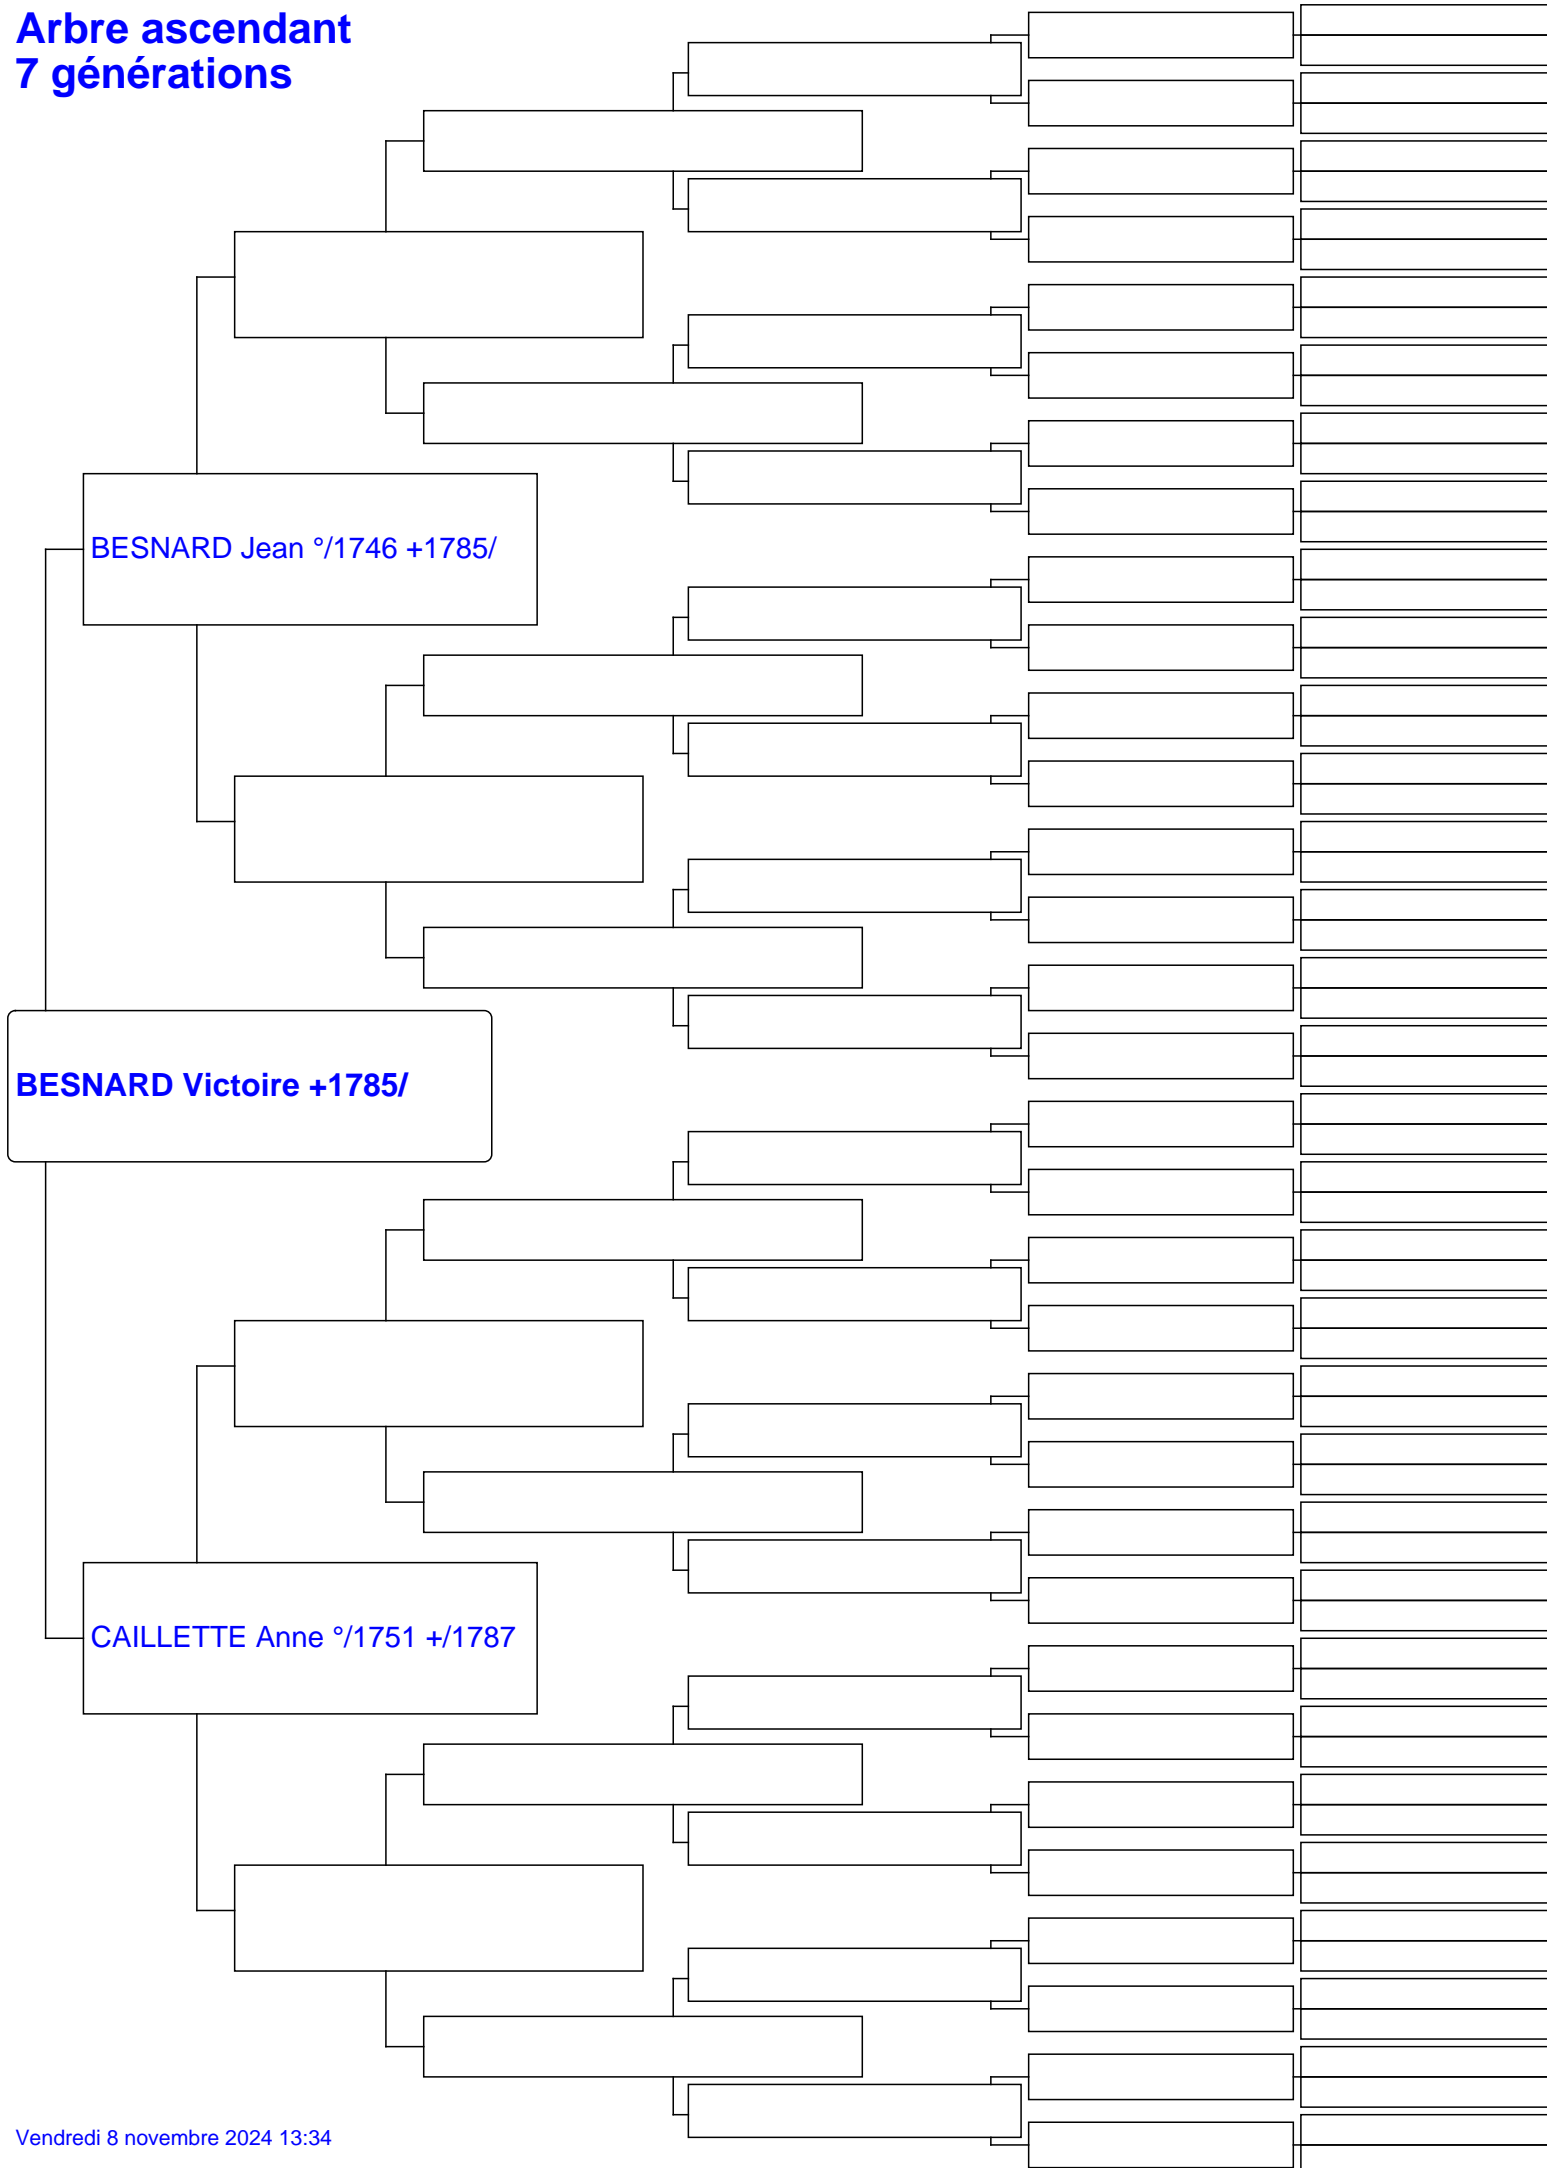 Arbre ascendant
7 générations
BESNARD Jean °/1746 +1785/
BESNARD Victoire +1785/
CAILLETTE Anne °/1751 +/1787
Vendredi 8 novembre 2024 13:34